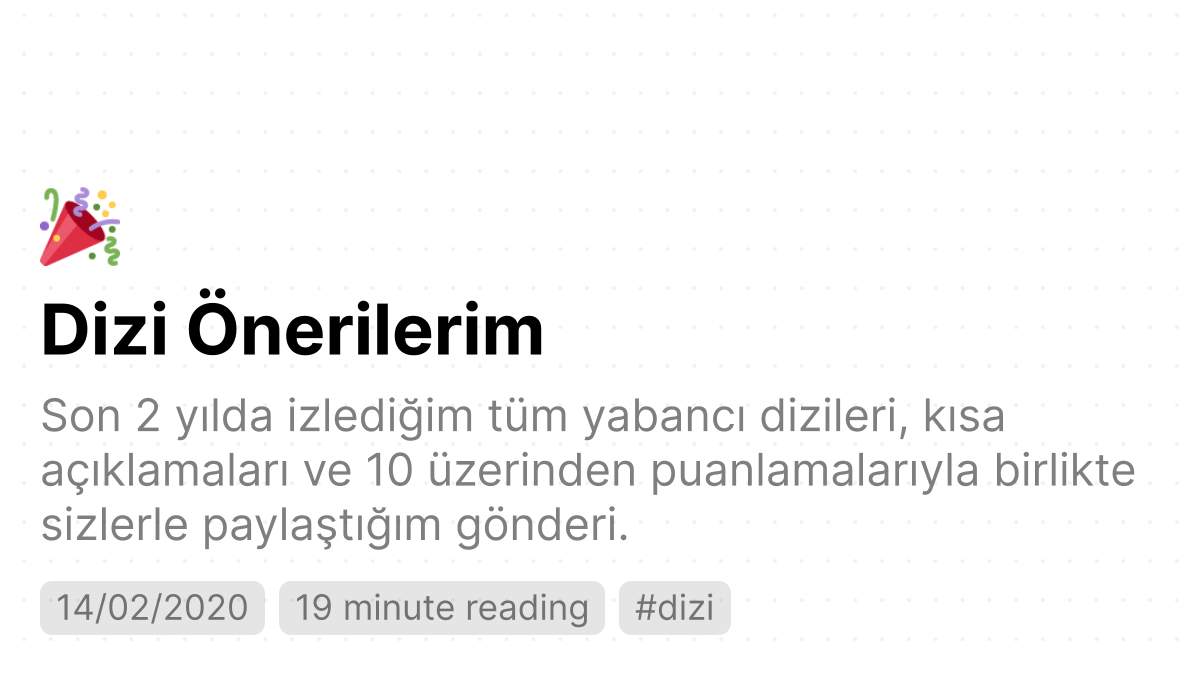 Dizi Önerilerim
Son 2 yılda izlediğim tüm yabancı dizileri, kısa
açıklamaları ve 10 üzerinden puanlamalarıyla birlikte
sizlerle paylaştığım gönderi.
14/02/2020 19 minute reading #dizi